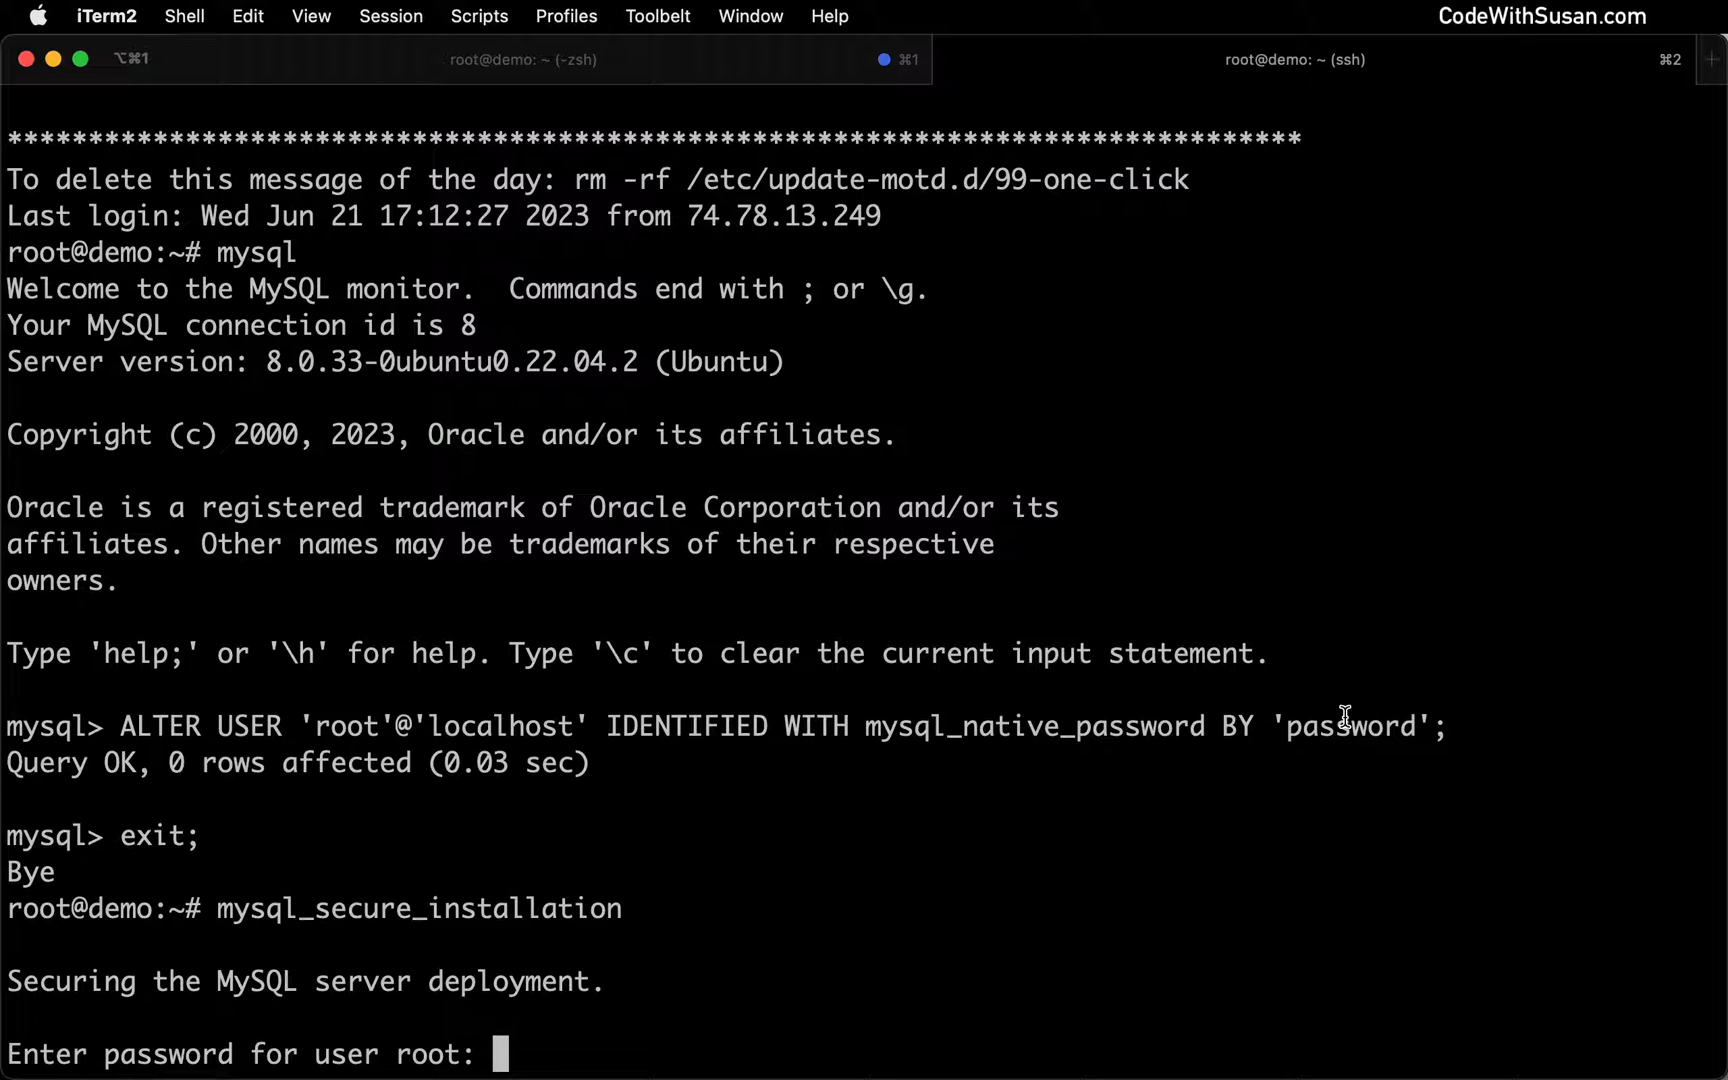 iTerm2 Shell Edit View Session Scripts Profiles Toolbelt Window Help CodeWithSusan.com
⌥⌘1 root@demo: ~ (-zsh) ⌘1 root@demo: ~ (ssh) ⌘2 +
********************************************************************************
To delete this message of the day: rm -rf /etc/update-motd.d/99-one-click
Last login: Wed Jun 21 17:12:27 2023 from 74.78.13.249
root@demo:~# mysql
Welcome to the MySQL monitor.  Commands end with ; or \g.
Your MySQL connection id is 8
Server version: 8.0.33-0ubuntu0.22.04.2 (Ubuntu)
Copyright (c) 2000, 2023, Oracle and/or its affiliates.
Oracle is a registered trademark of Oracle Corporation and/or its
affiliates. Other names may be trademarks of their respective
owners.
Type 'help;' or '\h' for help. Type '\c' to clear the current input statement.
mysql> ALTER USER 'root'@'localhost' IDENTIFIED WITH mysql_native_password BY 'password';
Query OK, 0 rows affected (0.03 sec)
mysql> exit;
Bye
root@demo:~# mysql_secure_installation
Securing the MySQL server deployment.
Enter password for user root: